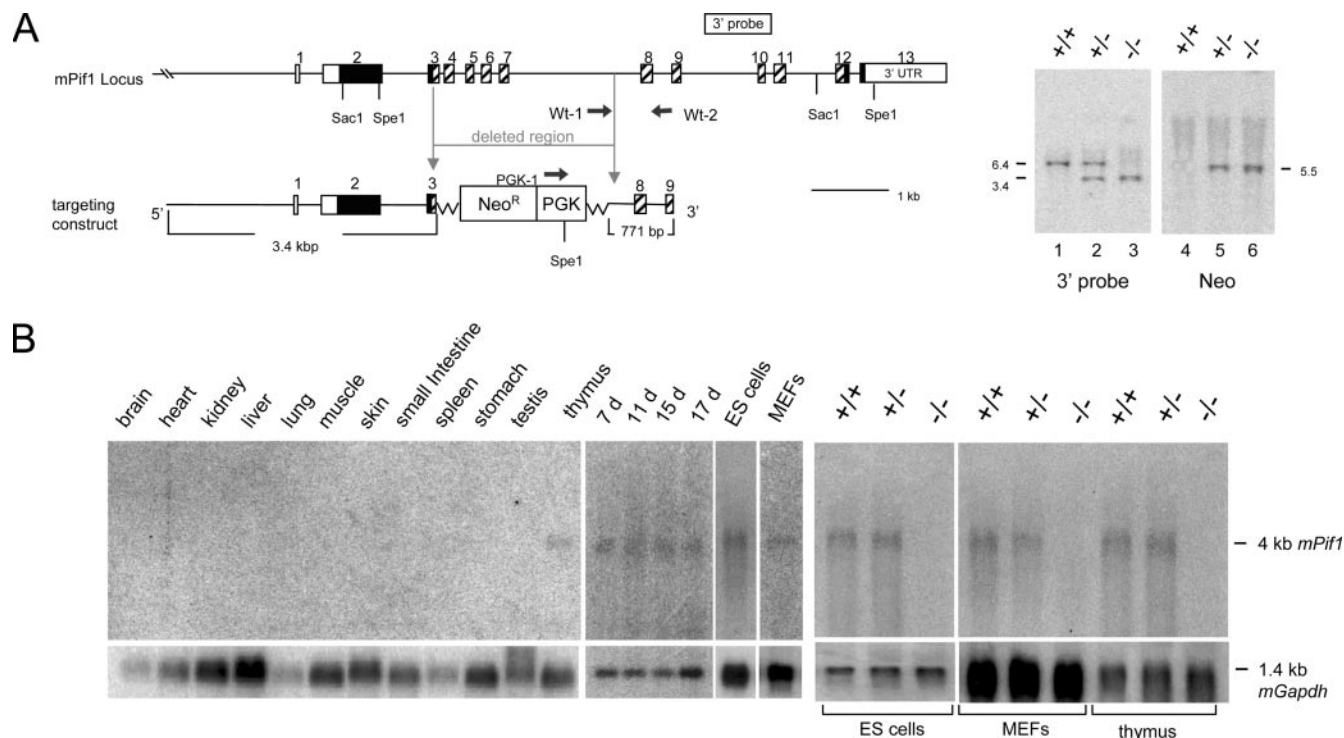 A
3' probe
1 2 3 4 5 6 7 8 9 10 11 12 13
mPif1 Locus
3' UTR
Sac1 Spe1 Wt-1 Wt-2 Sac1 Spe1
deleted region
PGK-1
1 2 3 8 9
targeting construct
5' Neo^R PGK 3'
1 kb
3.4 kbp
771 bp
Spe1
+/+ +/- -/- +/+ +/- -/-
6.4
3.4
5.5
1 2 3 4 5 6
3' probe Neo
B
brain heart kidney liver lung muscle skin small Intestine spleen stomach testis thymus 7 d 11 d 15 d 17 d ES cells MEFs
+/+ +/- -/- +/+ +/- -/- +/+ +/- -/-
4 kb mPif1
1.4 kb
mGapdh
ES cells MEFs thymus